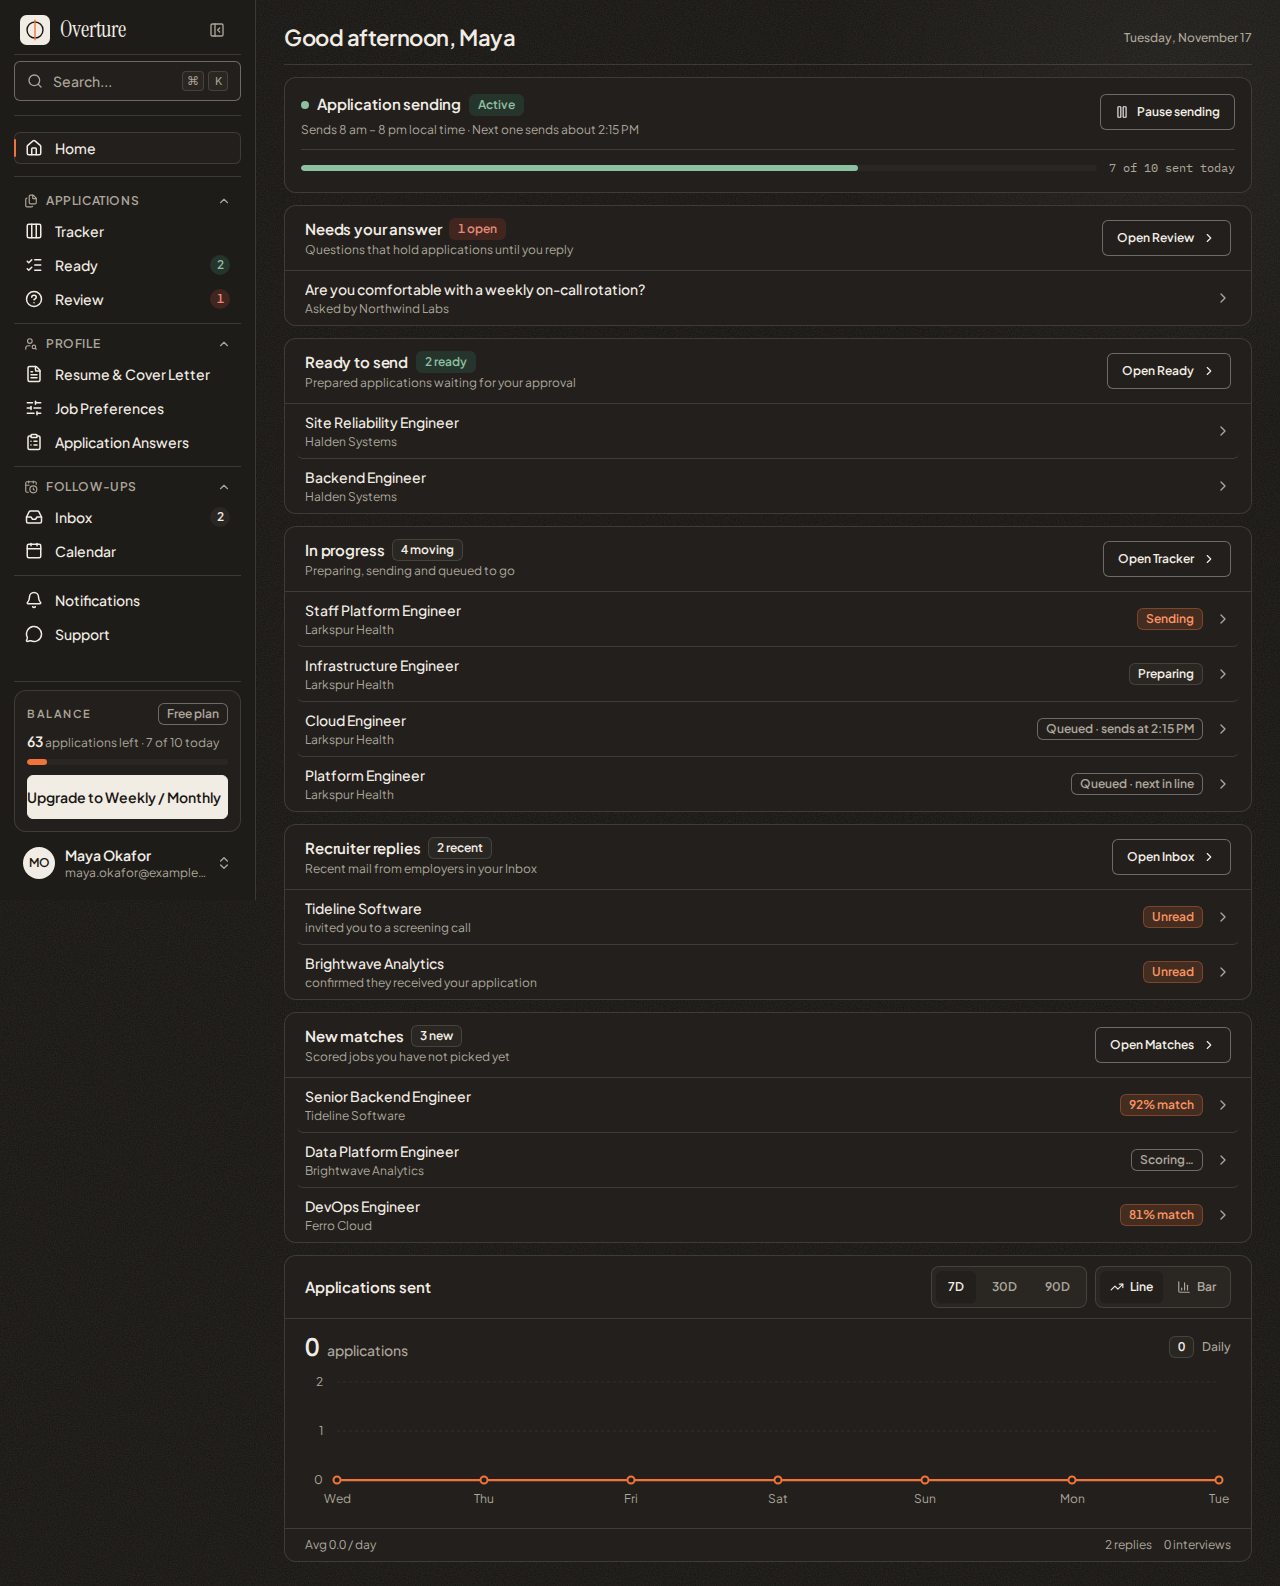 Overture
Search...
⌘ K
Home
APPLICATIONS
Tracker
Ready 2
Review 1
PROFILE
Resume & Cover Letter
Job Preferences
Application Answers
FOLLOW-UPS
Inbox 2
Calendar
Notifications
Support
BALANCE Free plan
63 applications left · 7 of 10 today
Upgrade to Weekly / Monthly
MO Maya Okafor
maya.okafor@example...
Good afternoon, Maya Tuesday, November 17
Application sending Active
Sends 8 am – 8 pm local time · Next one sends about 2:15 PM
Pause sending
7 of 10 sent today
Needs your answer 1 open
Questions that hold applications until you reply
Open Review
Are you comfortable with a weekly on-call rotation?
Asked by Northwind Labs
Ready to send 2 ready
Prepared applications waiting for your approval
Open Ready
Site Reliability Engineer
Halden Systems
Backend Engineer
Halden Systems
In progress 4 moving
Preparing, sending and queued to go
Open Tracker
Staff Platform Engineer
Larkspur Health
Sending
Infrastructure Engineer
Larkspur Health
Preparing
Cloud Engineer
Larkspur Health
Queued · sends at 2:15 PM
Platform Engineer
Larkspur Health
Queued · next in line
Recruiter replies 2 recent
Recent mail from employers in your Inbox
Open Inbox
Tideline Software
invited you to a screening call
Unread
Brightwave Analytics
confirmed they received your application
Unread
New matches 3 new
Scored jobs you have not picked yet
Open Matches
Senior Backend Engineer
Tideline Software
92% match
Data Platform Engineer
Brightwave Analytics
Scoring...
DevOps Engineer
Ferro Cloud
81% match
Applications sent
7D 30D 90D Line Bar
0 applications
0 Daily
2
1
0
Wed Thu Fri Sat Sun Mon Tue
Avg 0.0 / day
2 replies 0 interviews